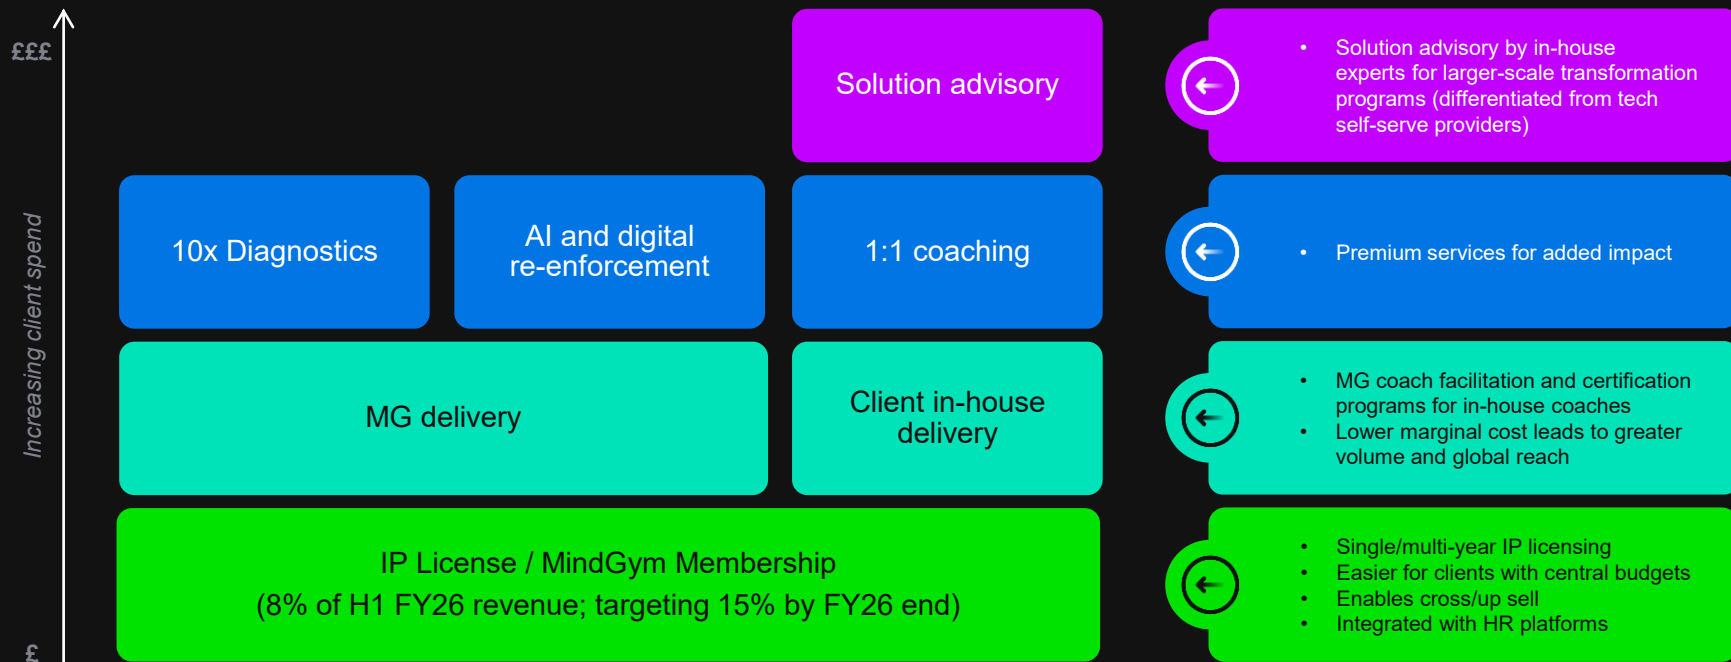 £££
Increasing client spend
£
Solution advisory
• Solution advisory by in-house
experts for larger-scale transformation
programs (differentiated from tech
self-serve providers)
10x Diagnostics
AI and digital
re-enforcement
1:1 coaching
• Premium services for added impact
MG delivery
Client in-house
delivery
• MG coach facilitation and certification
programs for in-house coaches
• Lower marginal cost leads to greater
volume and global reach
IP License / MindGym Membership
(8% of H1 FY26 revenue; targeting 15% by FY26 end)
• Single/multi-year IP licensing
• Easier for clients with central budgets
• Enables cross/up sell
• Integrated with HR platforms